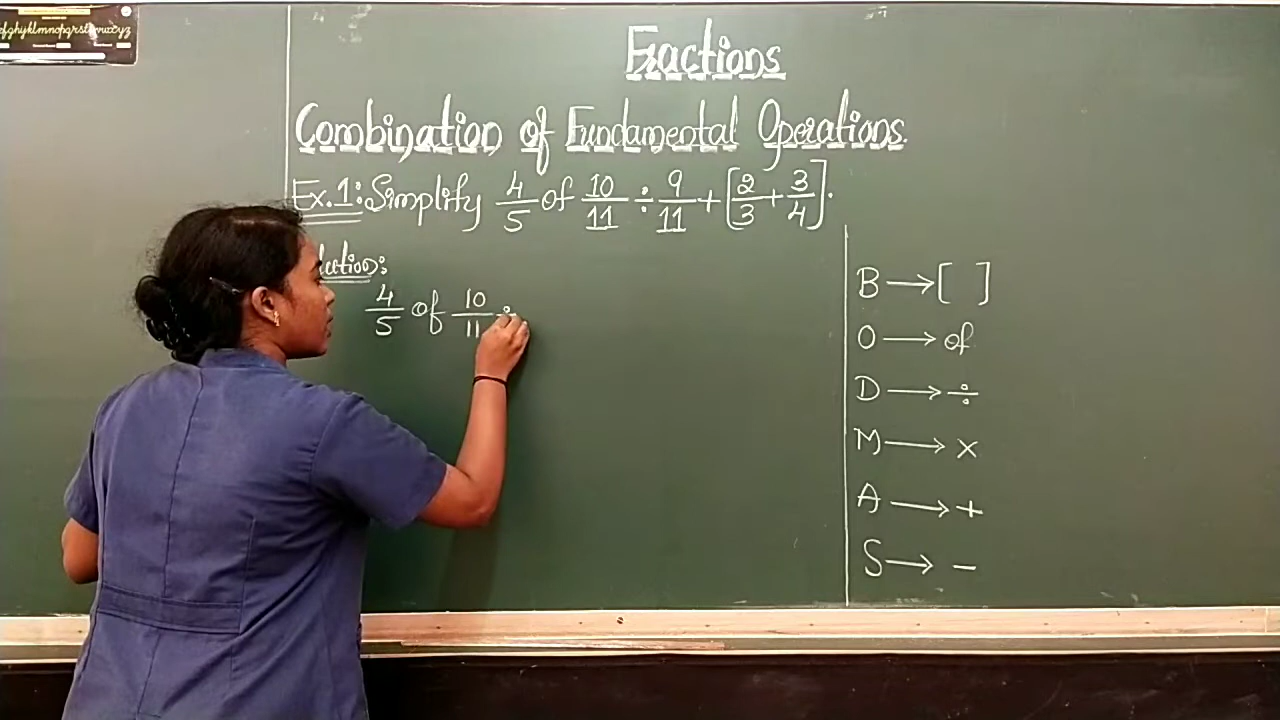 efghijklmnopqrstuvwxyz
Fractions
Combination of Fundamental Operations.
Ex.1: Simplify 4/5 of 10/11 ÷ 9/11 + [2/3 + 3/4].
4/5 of 10/11 ÷
B → [ ]
O → of
D → ÷
M → ×
A → +
S → −